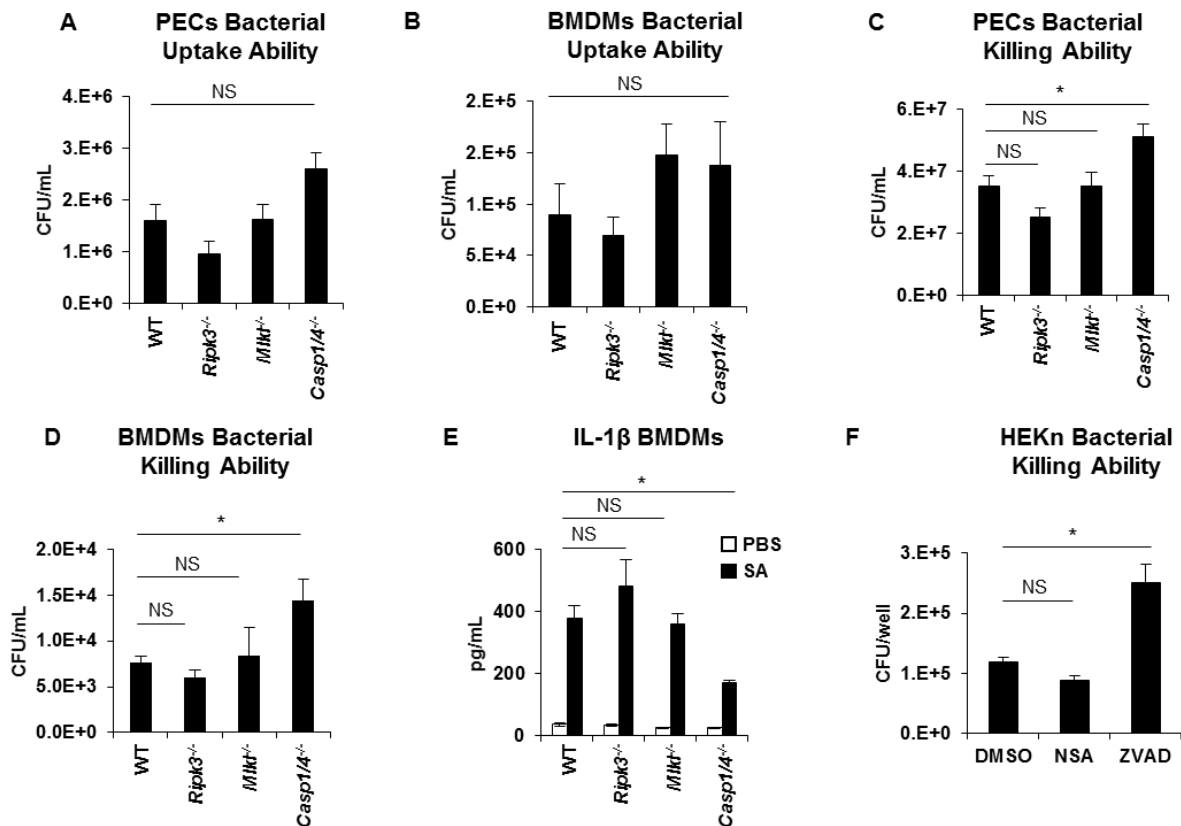 A
PECs Bacterial
Uptake Ability
NS
4.E+6
3.E+6
2.E+6
1.E+6
0.E+0
CFU/mL
WT
Ripk3-/-
Mlkl-/-
Casp1/4-/-
B
BMDMs Bacterial
Uptake Ability
NS
2.E+5
2.E+5
1.E+5
5.E+4
0.E+0
CFU/mL
WT
Ripk3-/-
Mlkl-/-
Casp1/4-/-
C
PECs Bacterial
Killing Ability
*
NS
NS
6.E+7
4.E+7
2.E+7
0.E+0
CFU/mL
WT
Ripk3-/-
Mlkl-/-
Casp1/4-/-
D
BMDMs Bacterial
Killing Ability
*
NS
NS
2.0E+4
1.5E+4
1.0E+4
5.0E+3
0.0E+0
CFU/mL
WT
Ripk3-/-
Mlkl-/-
Casp1/4-/-
E
IL-1β BMDMs
*
NS
NS
PBS
SA
600
400
200
0
pg/mL
WT
Ripk3-/-
Mlkl-/-
Casp1/4-/-
F
HEKn Bacterial
Killing Ability
*
NS
3.E+5
2.E+5
1.E+5
0.E+0
CFU/well
DMSO NSA ZVAD